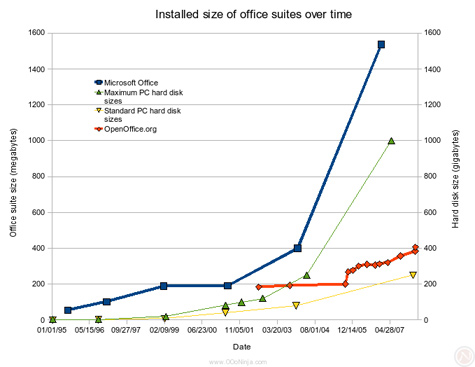 Installed size of office suites over time
1600
1400
1200
1000
800
600
400
200
0
Office suite size (megabytes)
Microsoft Office
Maximum PC hard disk
sizes
Standard PC hard disk
sizes
OpenOffice.org
1600
1400
1200
1000
800
600
400
200
0
Hard disk size (gigabytes)
01/01/95 05/15/96 09/27/97 02/09/99 06/23/00 11/05/01 03/20/03 08/01/04 12/14/05 04/28/07
Date
www.OOoNinja.com